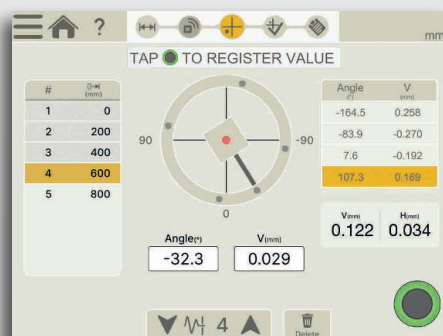 ?
mm
TAP TO REGISTER VALUE
#
(mm)
1 0
2 200
3 400
4 600
5 800
90
-90
0
Angle V
(°) (mm)
-164.5 0.258
-83.9 -0.270
7.6 -0.192
107.3 0.169
V(mm) H(mm)
0.122 0.034
Angle(°) V(mm)
-32.3 0.029
4
Delete